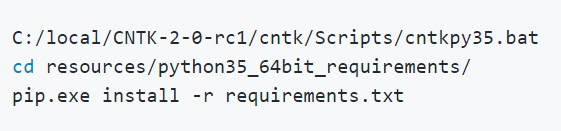 C:/local/CNTK-2-0-rc1/cntk/Scripts/cntkpy35.bat
cd resources/python35_64bit_requirements/
pip.exe install -r requirements.txt